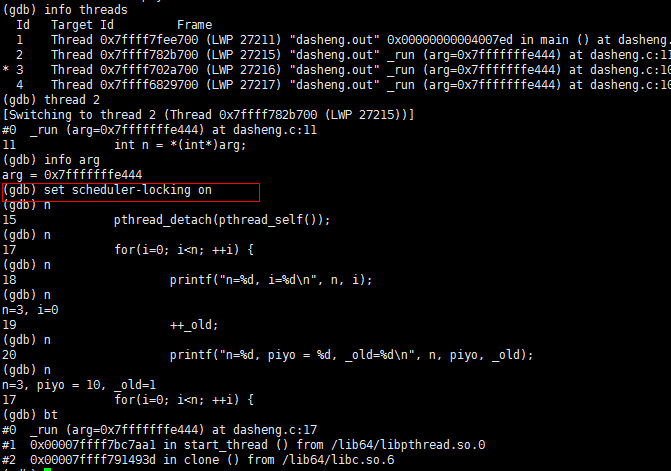 (gdb) info threads
  Id   Target Id         Frame
  1    Thread 0x7ffff7fee700 (LWP 27211) "dasheng.out" 0x00000000004007ed in main () at dasheng.
  2    Thread 0x7ffff782b700 (LWP 27215) "dasheng.out" _run (arg=0x7fffffffe444) at dasheng.c:11
* 3    Thread 0x7ffff702a700 (LWP 27216) "dasheng.out" _run (arg=0x7fffffffe444) at dasheng.c:10
  4    Thread 0x7ffff6829700 (LWP 27217) "dasheng.out" _run (arg=0x7fffffffe444) at dasheng.c:10
(gdb) thread 2
[Switching to thread 2 (Thread 0x7ffff782b700 (LWP 27215))]
#0  _run (arg=0x7fffffffe444) at dasheng.c:11
11              int n = *(int*)arg;
(gdb) info arg
arg = 0x7fffffffe444
(gdb) set scheduler-locking on
(gdb) n
15              pthread_detach(pthread_self());
(gdb) n
17              for(i=0; i<n; ++i) {
(gdb) n
18                      printf("n=%d, i=%d\n", n, i);
(gdb) n
n=3, i=0
19                      ++_old;
(gdb) n
20                      printf("n=%d, piyo = %d, _old=%d\n", n, piyo, _old);
(gdb) n
n=3, piyo = 10, _old=1
17              for(i=0; i<n; ++i) {
(gdb) bt
#0  _run (arg=0x7fffffffe444) at dasheng.c:17
#1  0x00007ffff7bc7aa1 in start_thread () from /lib64/libpthread.so.0
#2  0x00007ffff791493d in clone () from /lib64/libc.so.6